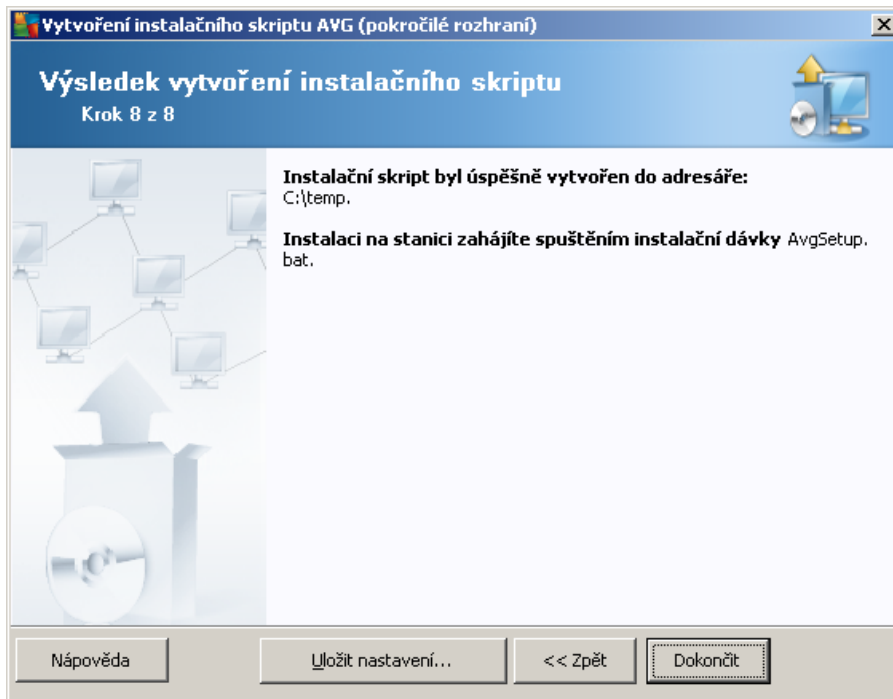 Vytvoření instalačního skriptu AVG (pokročilé rozhraní)
Výsledek vytvoření instalačního skriptu
Krok 8 z 8
Instalační skript byl úspěšně vytvořen do adresáře:
C:\temp.
Instalaci na stanici zahájíte spuštěním instalační dávky AvgSetup.
bat.
Nápověda
Uložit nastavení...
<< Zpět
Dokončit